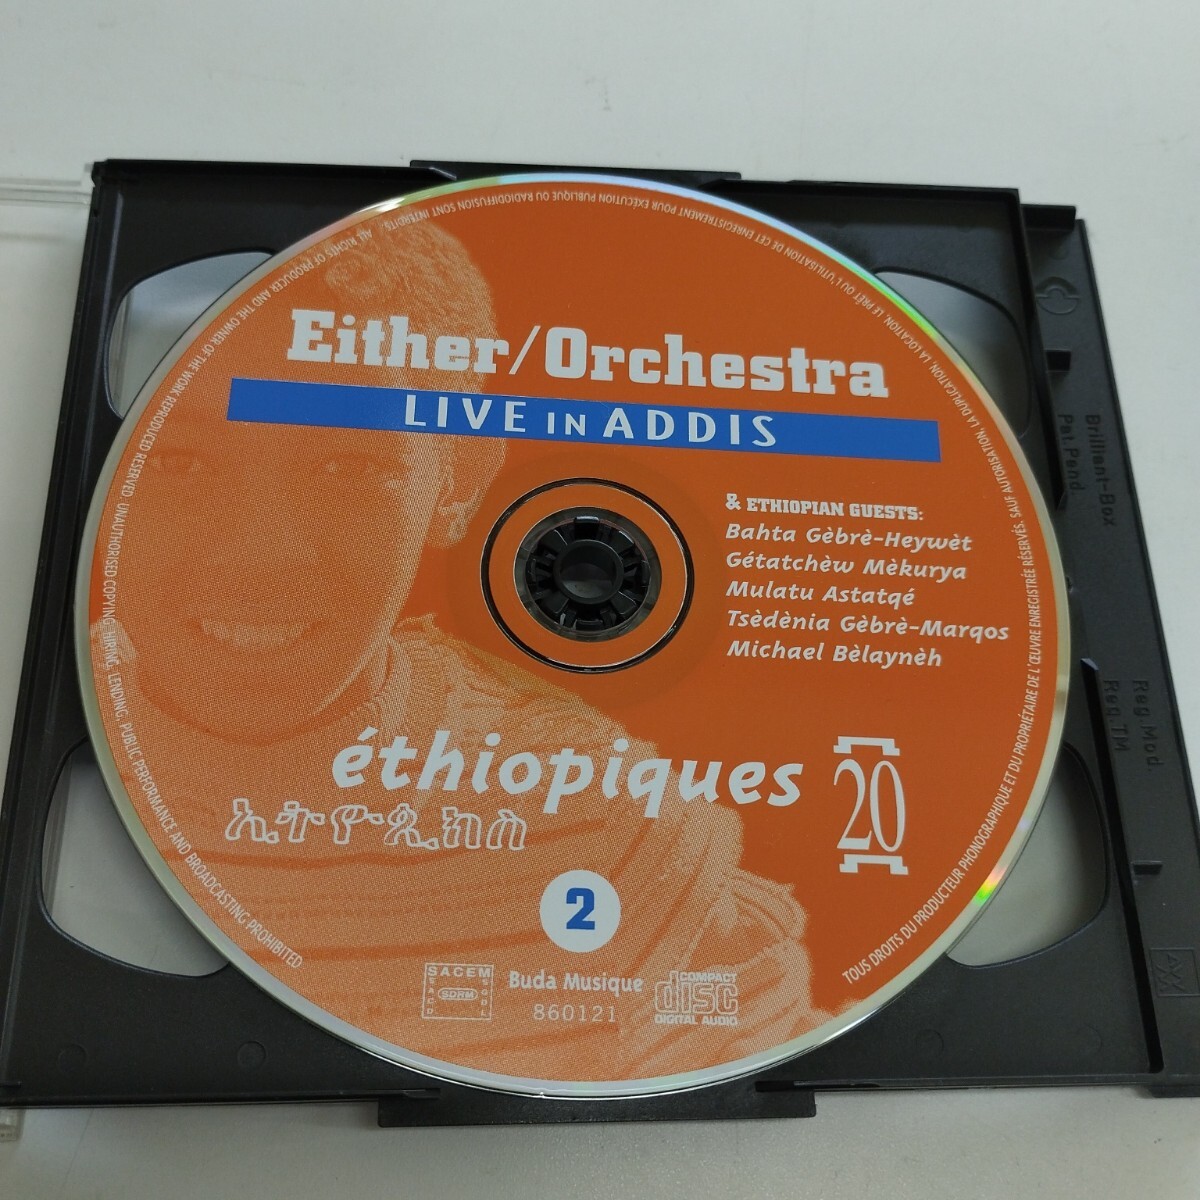 Either/Orchestra
LIVE IN ADDIS
& ETHIOPIAN GUESTS:
Bahta Gèbrè-Heywèt
Gétatchèw Mèkurya
Mulatu Astatqé
Tsèdènia Gèbrè-Marqos
Michael Bèlaynèh
éthiopiques
ኢትዮጲክስ
20
2
SACEM
SACD
SDRM
SGDL
Buda Musique
860121
COMPACT
disc
DIGITAL AUDIO
TOUS DROITS DU PRODUCTEUR PHONOGRAPHIQUE ET DU PROPRIÉTAIRE DE L'ŒUVRE ENREGISTRÉE RÉSERVÉS. SAUF AUTORISATION, LA DUPLICATION, LA LOCATION, LE PRÊT OU L'UTILISATION DE CET ENREGISTREMENT POUR EXÉCUTION PUBLIQUE OU RADIODIFFUSION SONT INTERDITS.
ALL RIGHTS OF PRODUCER AND THE OWNER OF THE WORK REPRODUCED RESERVED. UNAUTHORISED COPYING, HIRING, LENDING, PUBLIC PERFORMANCE AND BROADCASTING PROHIBITED
Brilliant-Box
Pat.Pend
Reg.Mod.
Reg.TM